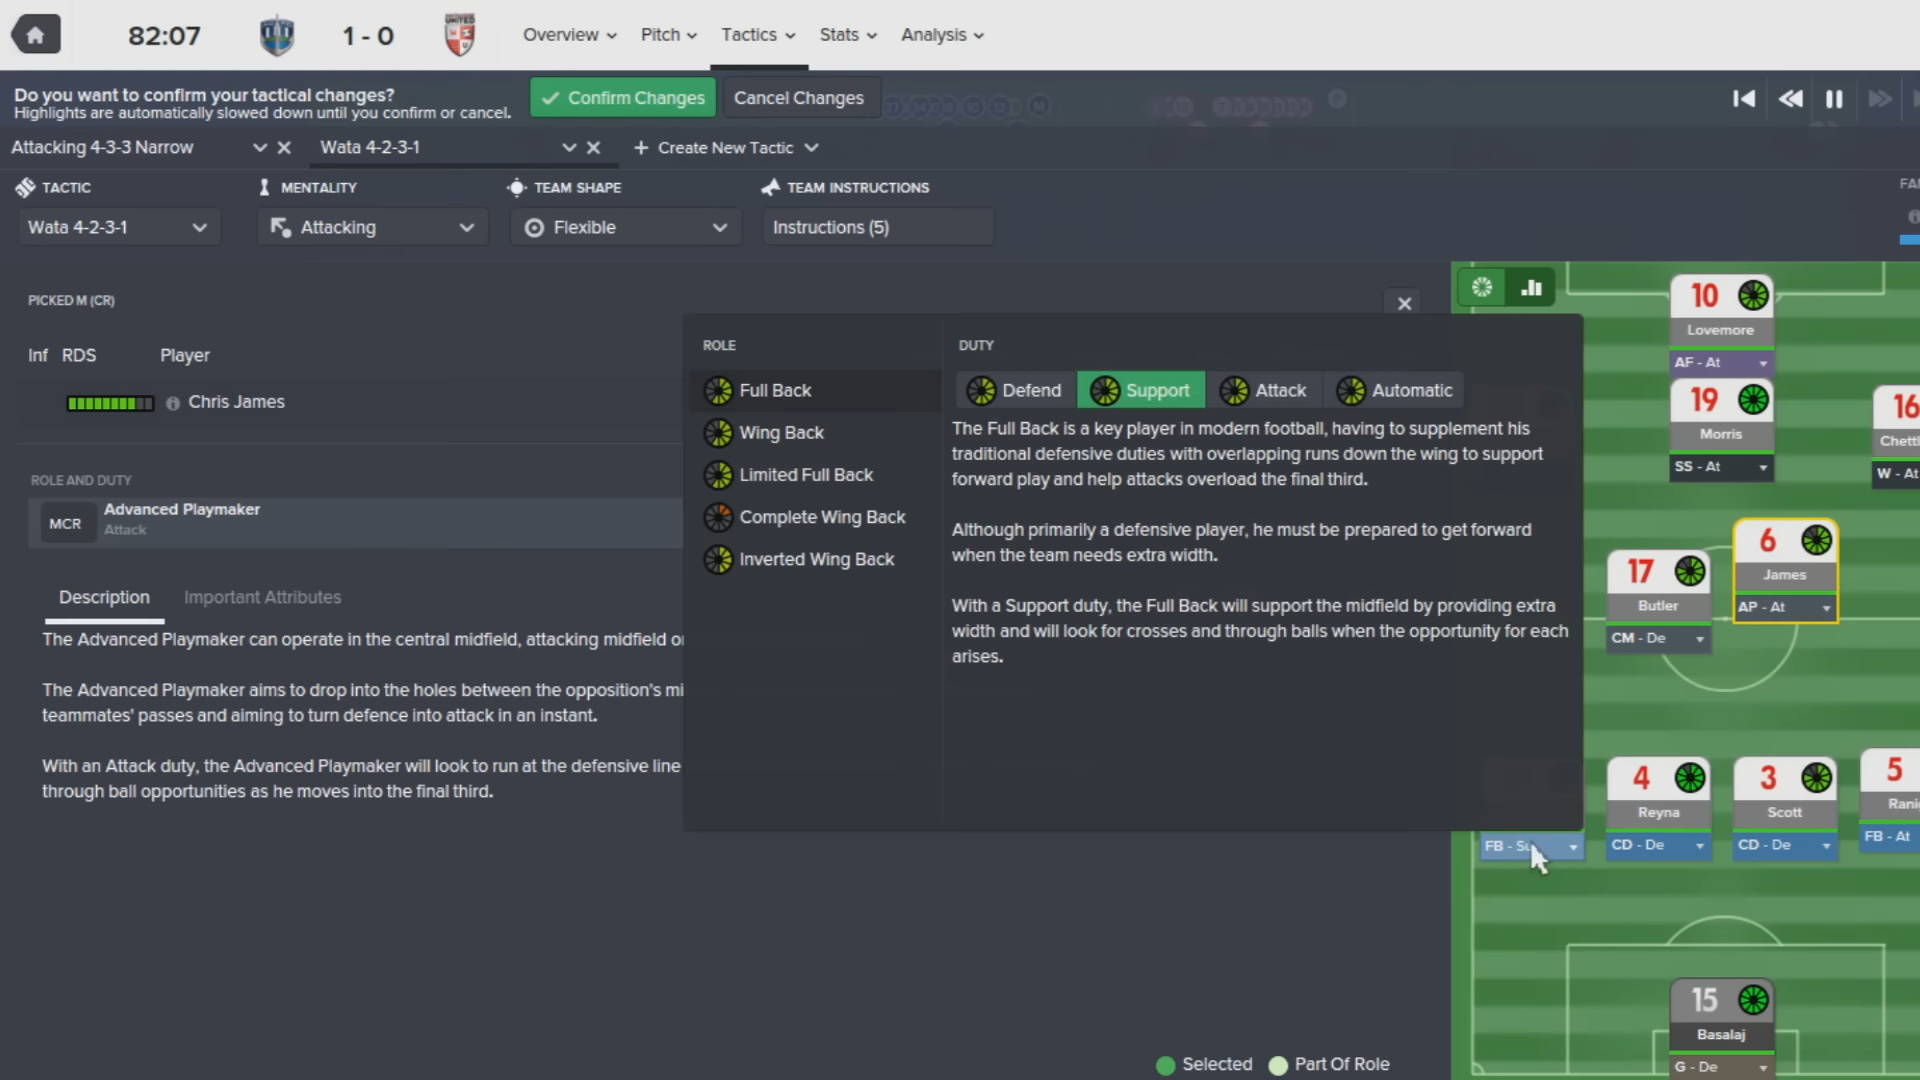 82:07
1 - 0
UNITED
Overview
Pitch
Tactics
Stats
Analysis
Do you want to confirm your tactical changes?
Highlights are automatically slowed down until you confirm or cancel.
Confirm Changes
Cancel Changes
Attacking 4-3-3 Narrow
Wata 4-2-3-1
Create New Tactic
TACTIC
MENTALITY
TEAM SHAPE
TEAM INSTRUCTIONS
Wata 4-2-3-1
Attacking
Flexible
Instructions (5)
PICKED M (CR)
Inf RDS Player
Chris James
ROLE AND DUTY
MCR
Advanced Playmaker
Attack
Description
Important Attributes
The Advanced Playmaker can operate in the central midfield, attacking midfield
The Advanced Playmaker aims to drop into the holes between the opposition's
teammates' passes and aiming to turn defence into attack in an instant.
With an Attack duty, the Advanced Playmaker will look to run at the defensive line
through ball opportunities as he moves into the final third.
ROLE
Full Back
Wing Back
Limited Full Back
Complete Wing Back
Inverted Wing Back
DUTY
Defend
Support
Attack
Automatic
The Full Back is a key player in modern football, having to supplement his
traditional defensive duties with overlapping runs down the wing to support
forward play and help attacks overload the final third.
Although primarily a defensive player, he must be prepared to get forward
when the team needs extra width.
With a Support duty, the Full Back will support the midfield by providing extra
width and will look for crosses and through balls when the opportunity for each
arises.
10
Lovemore
AF - At
19
Morris
SS - At
16
W - At
6
James
AP - At
17
Butler
CM - De
FB -
4
Reyna
CD - De
3
Scott
CD - De
5
FB - At
15
Basalaj
G - De
Selected
Part Of Role